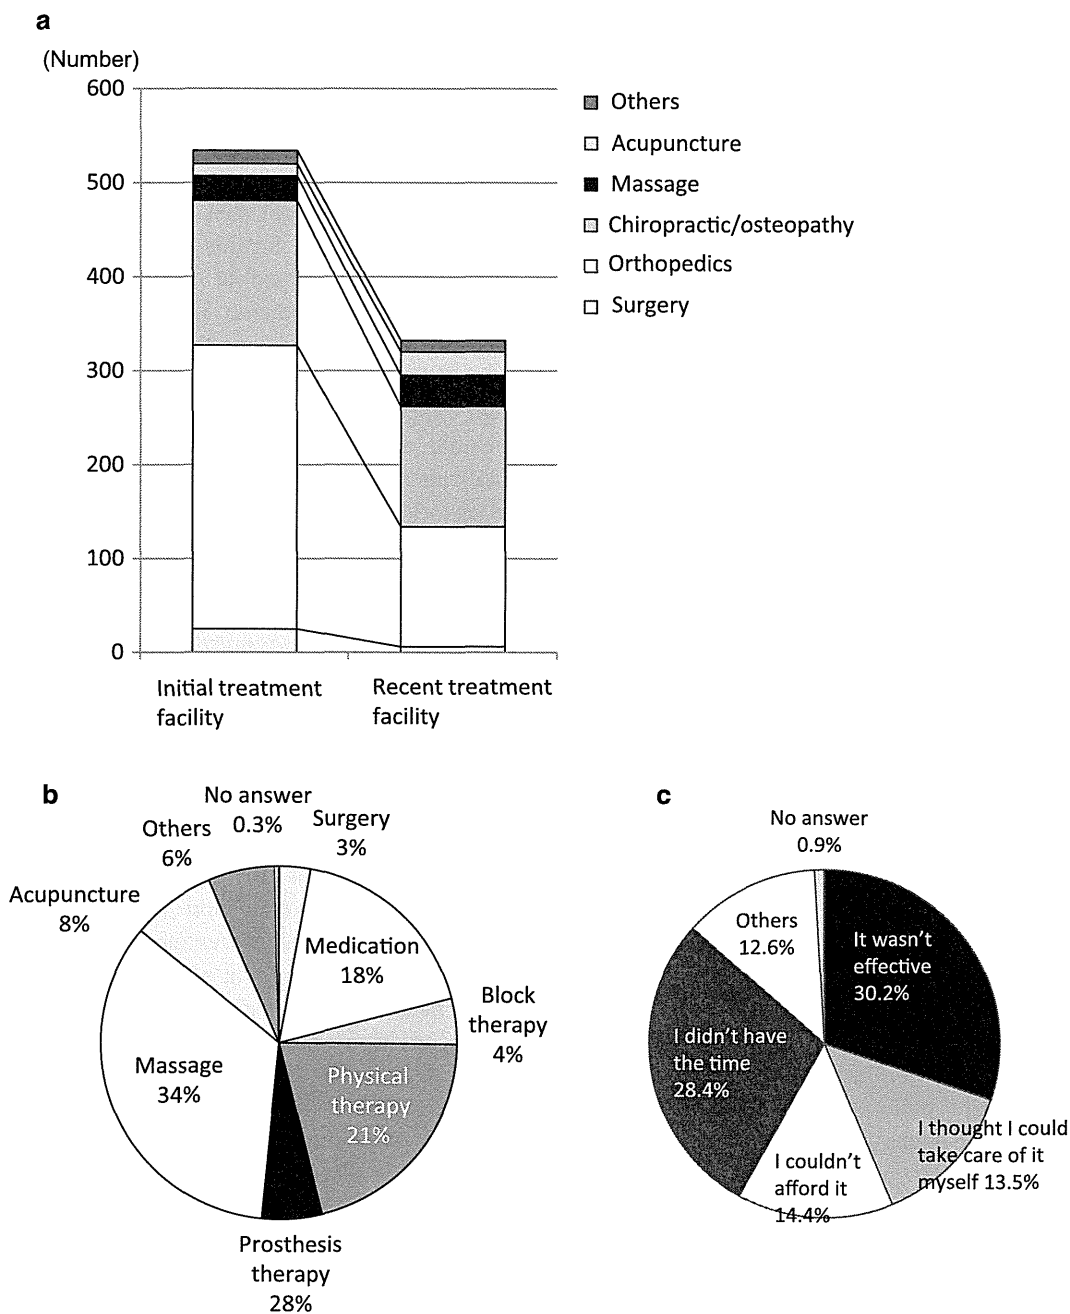 a
(Number)
600
500
400
300
200
100
0
Others
Acupuncture
Massage
Chiropractic/osteopathy
Orthopedics
Surgery
Initial treatment
facility
Recent treatment
facility
b
No answer
0.3%
Surgery
3%
Others
6%
Acupuncture
8%
Medication
18%
Block
therapy
4%
Massage
34%
Physical
therapy
21%
Prosthesis
therapy
28%
c
No answer
0.9%
Others
12.6%
It wasn't
effective
30.2%
I didn't have
the time
28.4%
I thought I could
take care of it
myself 13.5%
I couldn't
afford it
14.4%